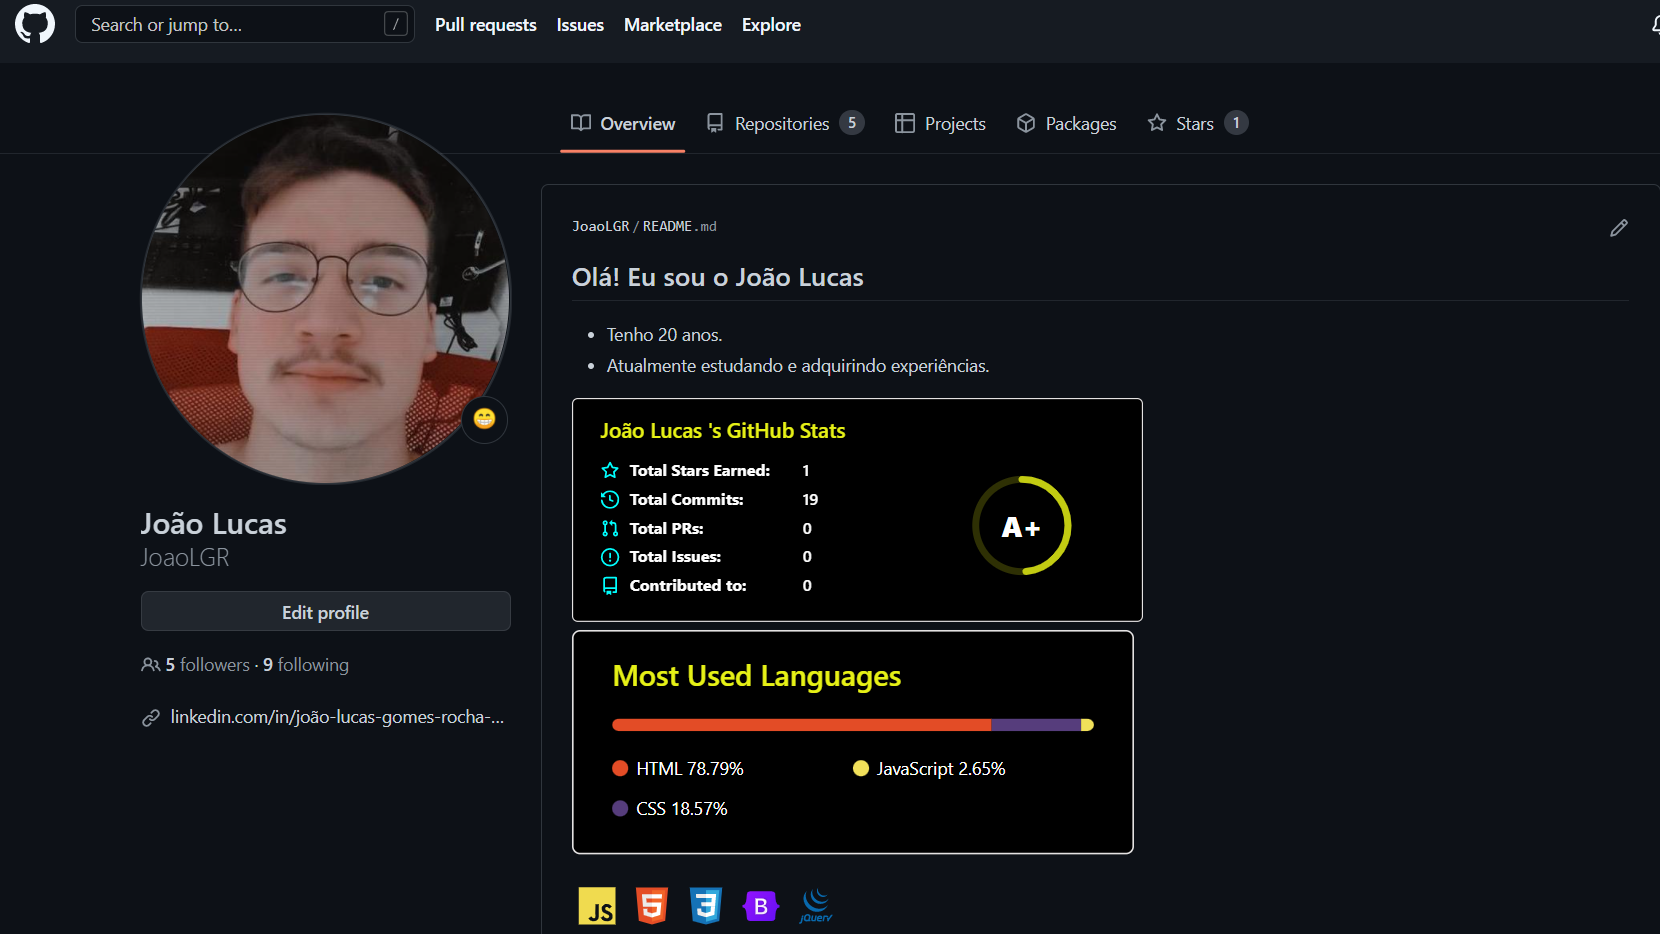 Search or jump to... /
Pull requests Issues Marketplace Explore
Overview Repositories 5 Projects Packages Stars 1
JoaoLGR/README.md
Olá! Eu sou o João Lucas
• Tenho 20 anos.
• Atualmente estudando e adquirindo experiências.
João Lucas 's GitHub Stats
Total Stars Earned: 1
Total Commits: 19
Total PRs: 0
Total Issues: 0
Contributed to: 0
A+
João Lucas
JoaoLGR
Edit profile
5 followers · 9 following
linkedin.com/in/joão-lucas-gomes-rocha-...
Most Used Languages
HTML 78.79%
JavaScript 2.65%
CSS 18.57%
JS 5 3 B jQuery